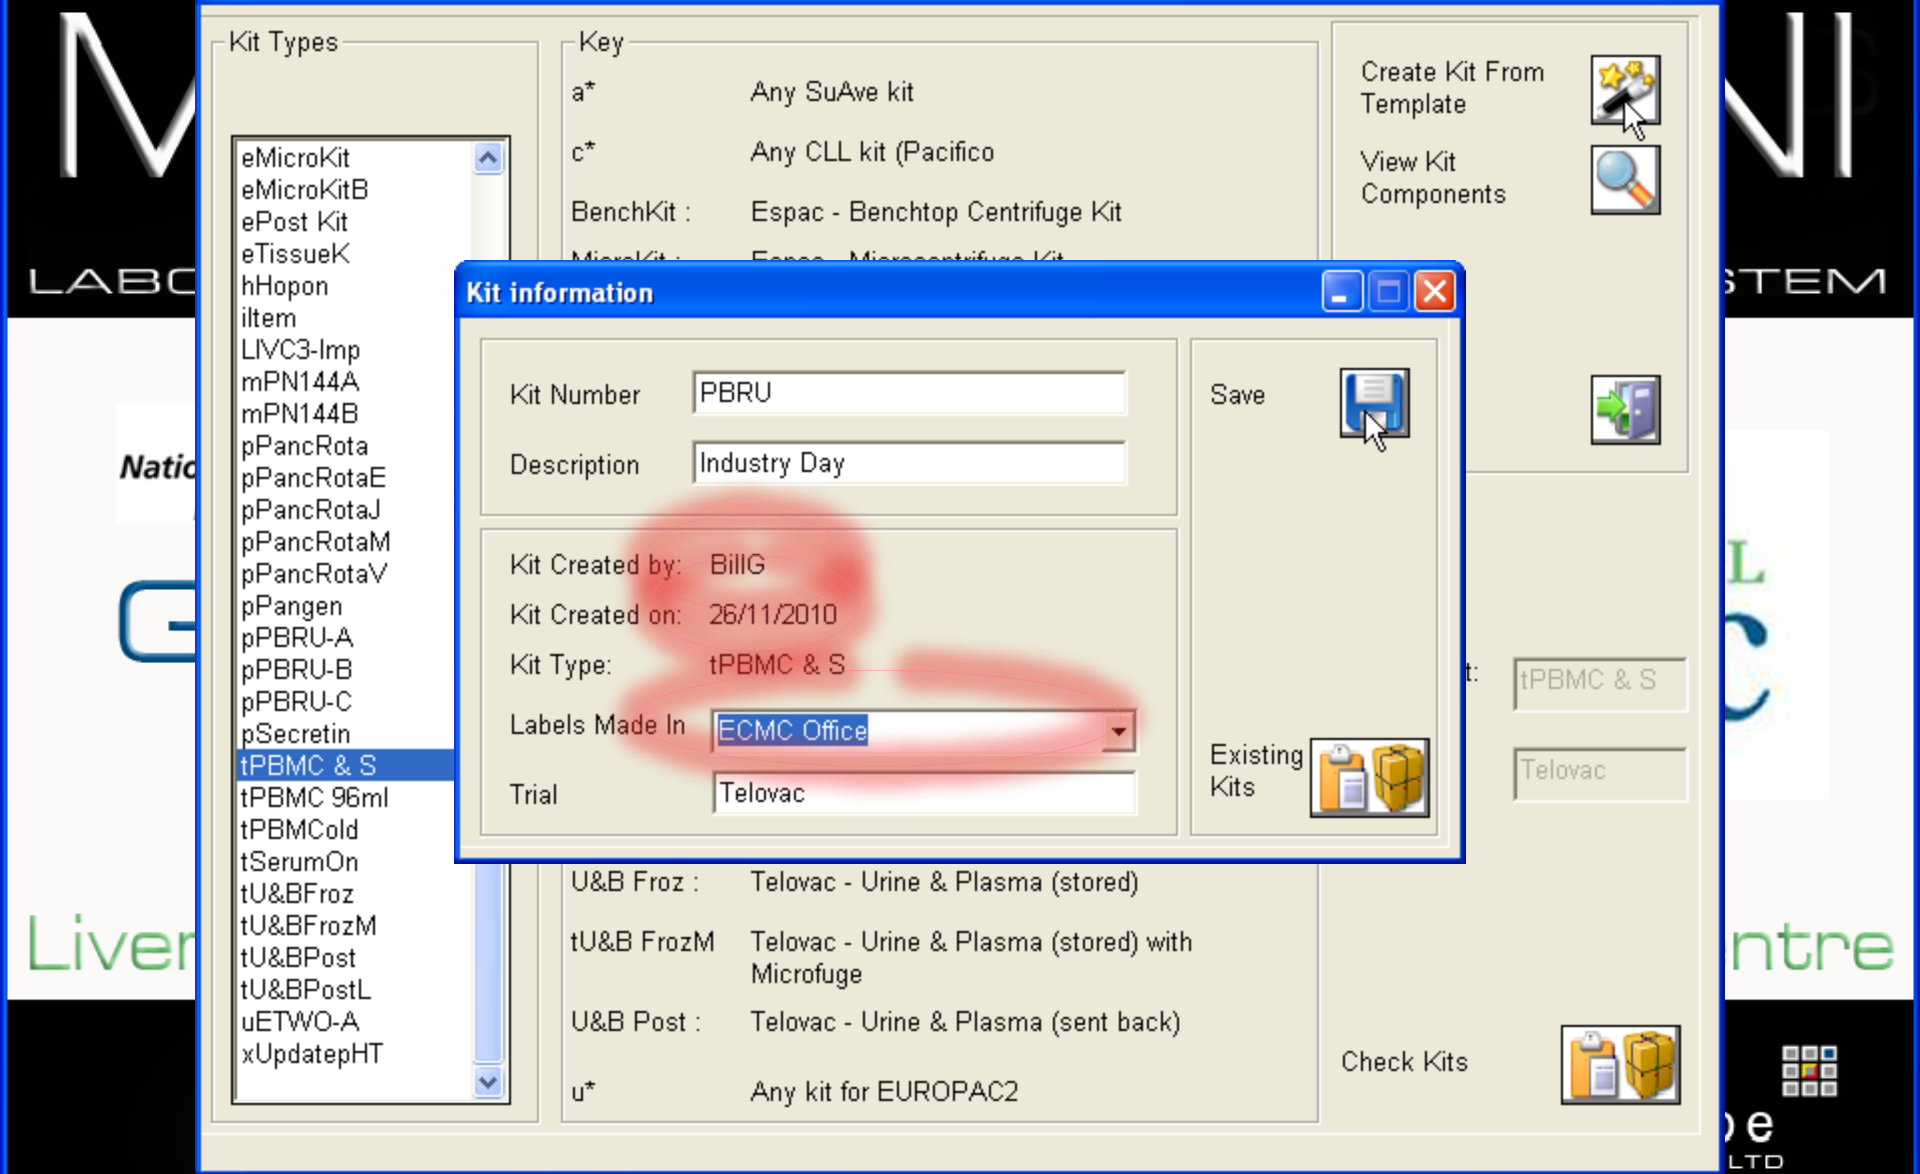 Kit Types
eMicroKit
eMicroKitB
ePost Kit
eTissueK
hHopon
iItem
LIVC3-Imp
mPN144A
mPN144B
pPancRota
pPancRotaE
pPancRotaJ
pPancRotaM
pPancRotaV
pPangen
pPBRU-A
pPBRU-B
pPBRU-C
pSecretin
tPBMC & S
tPBMC 96ml
tPBMCold
tSerumOn
tU&BFroz
tU&BFrozM
tU&BPost
tU&BPostL
uETWO-A
xUpdatepHT
Key
a* Any SuAve kit
c* Any CLL kit (Pacifico
BenchKit : Espac - Benchtop Centrifuge Kit
MicroKit : Espac - Microcentrifuge Kit
Create Kit From
Template
View Kit
Components
Kit information
Kit Number PBRU
Description Industry Day
Kit Created by: BillG
Kit Created on: 26/11/2010
Kit Type: tPBMC & S
Labels Made In ECMC Office
Trial Telovac
Save
Existing
Kits
U&B Froz : Telovac - Urine & Plasma (stored)
tU&B FrozM Telovac - Urine & Plasma (stored) with
Microfuge
U&B Post : Telovac - Urine & Plasma (sent back)
u* Any kit for EUROPAC2
t: tPBMC & S
Telovac
Check Kits
LTD